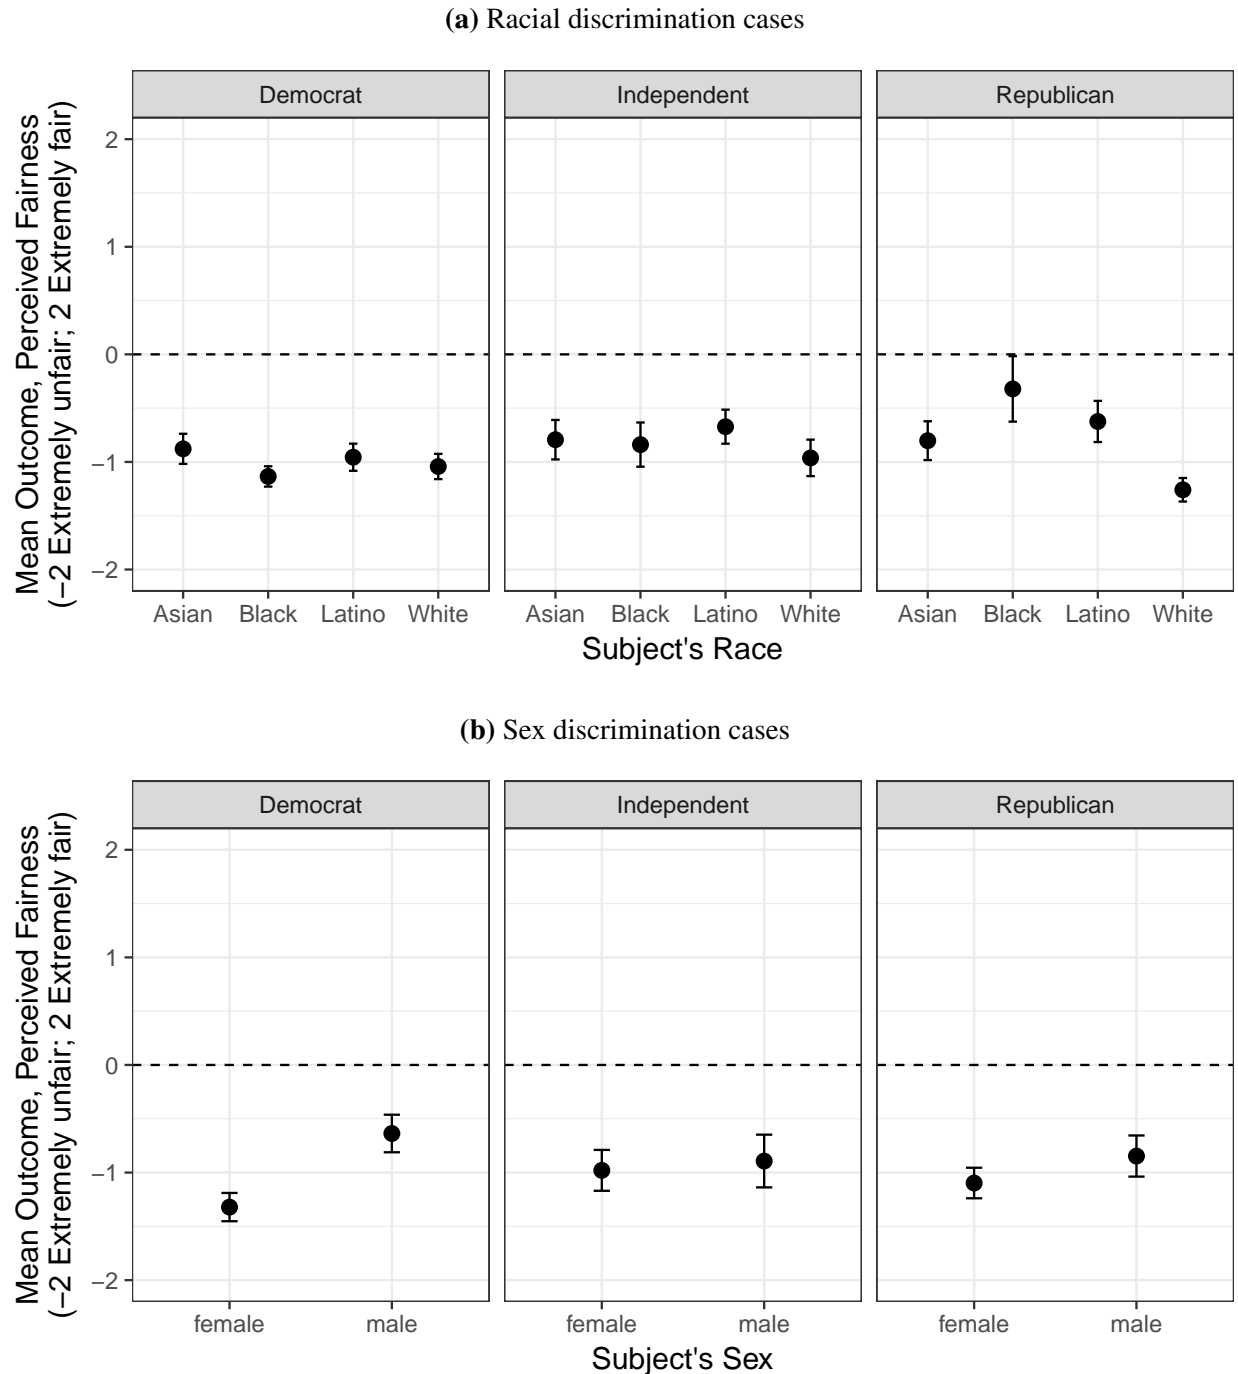 (a) Racial discrimination cases
Democrat
Independent
Republican
Mean Outcome, Perceived Fairness
(−2 Extremely unfair; 2 Extremely fair)
2
1
0
−1
−2
Asian Black Latino White
Asian Black Latino White
Asian Black Latino White
Subject's Race
(b) Sex discrimination cases
Democrat
Independent
Republican
Mean Outcome, Perceived Fairness
(−2 Extremely unfair; 2 Extremely fair)
2
1
0
−1
−2
female male
female male
female male
Subject's Sex